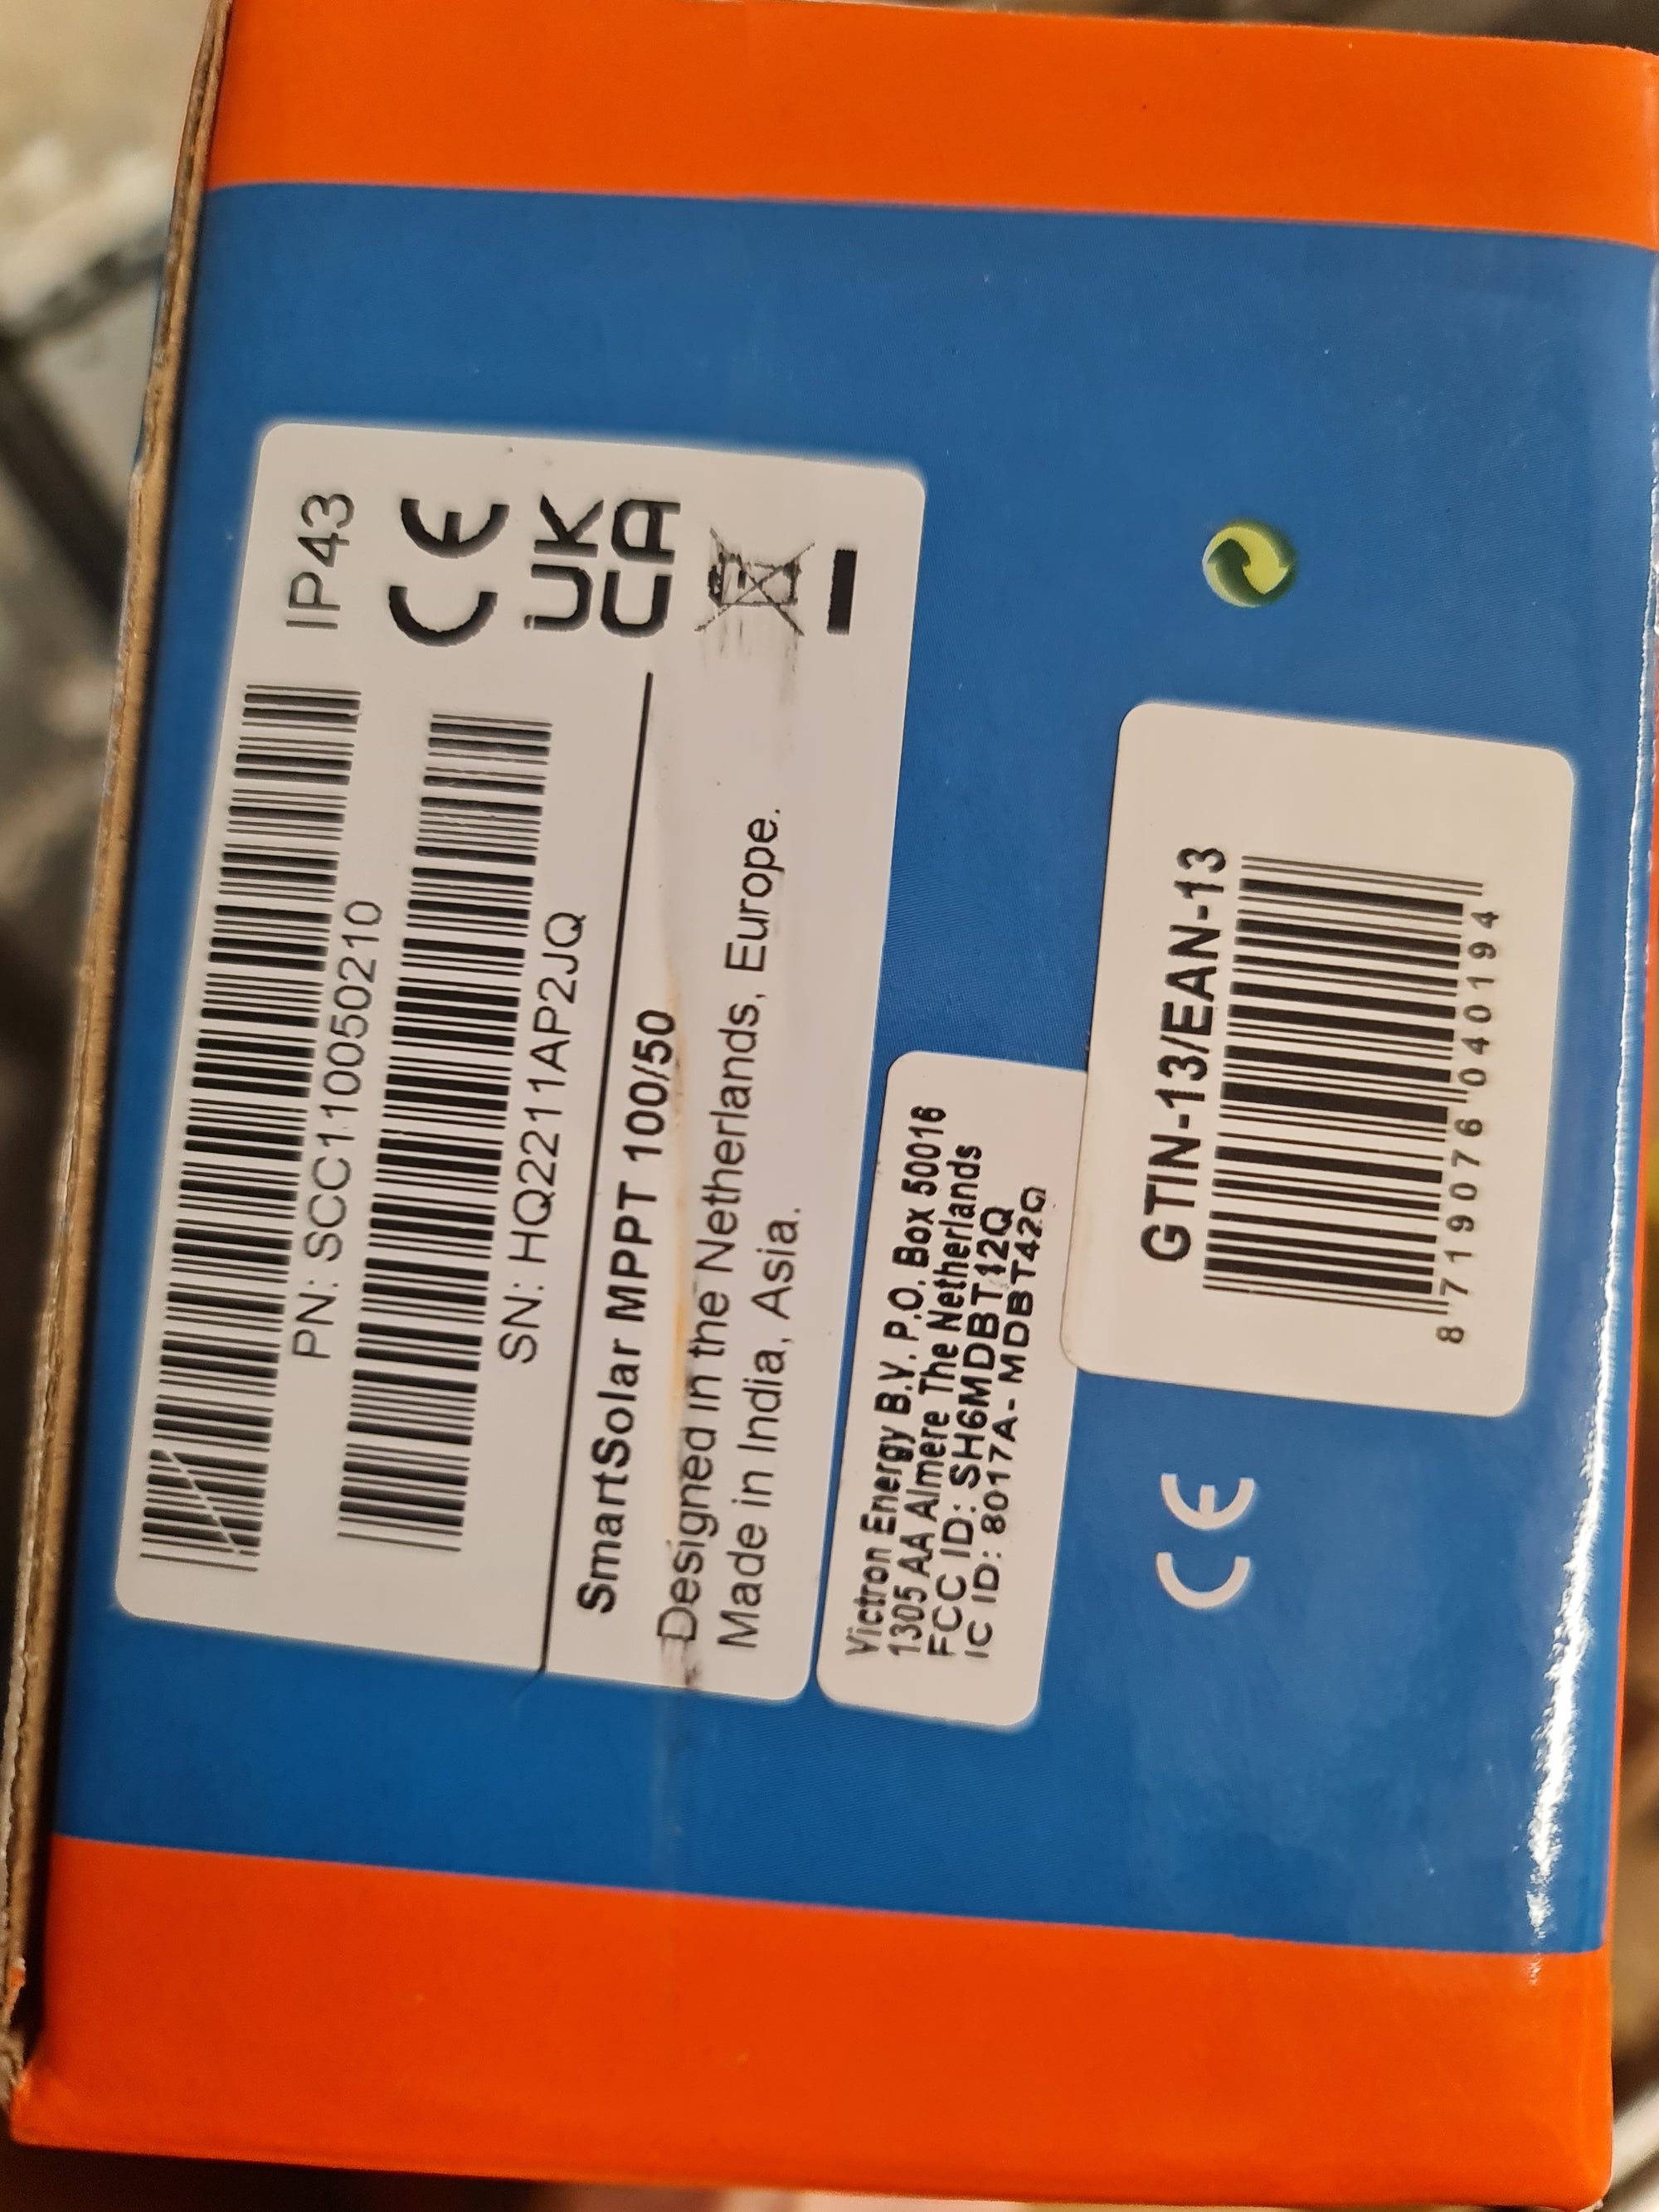 IP43
PN: SCC110050210
SN: HQ2211AP2JQ
CE
UK
CA
SmartSolar MPPT 100/50
Designed in the Netherlands, Europe.
Made in India, Asia.
Victron Energy B.V. P.O. Box 50016
1305 AA Almere The Netherlands
FCC ID: SH6MDBT42Q
IC ID: 8017A-MDBT42Q
GTIN-13/EAN-13
8 719076 040194
CE